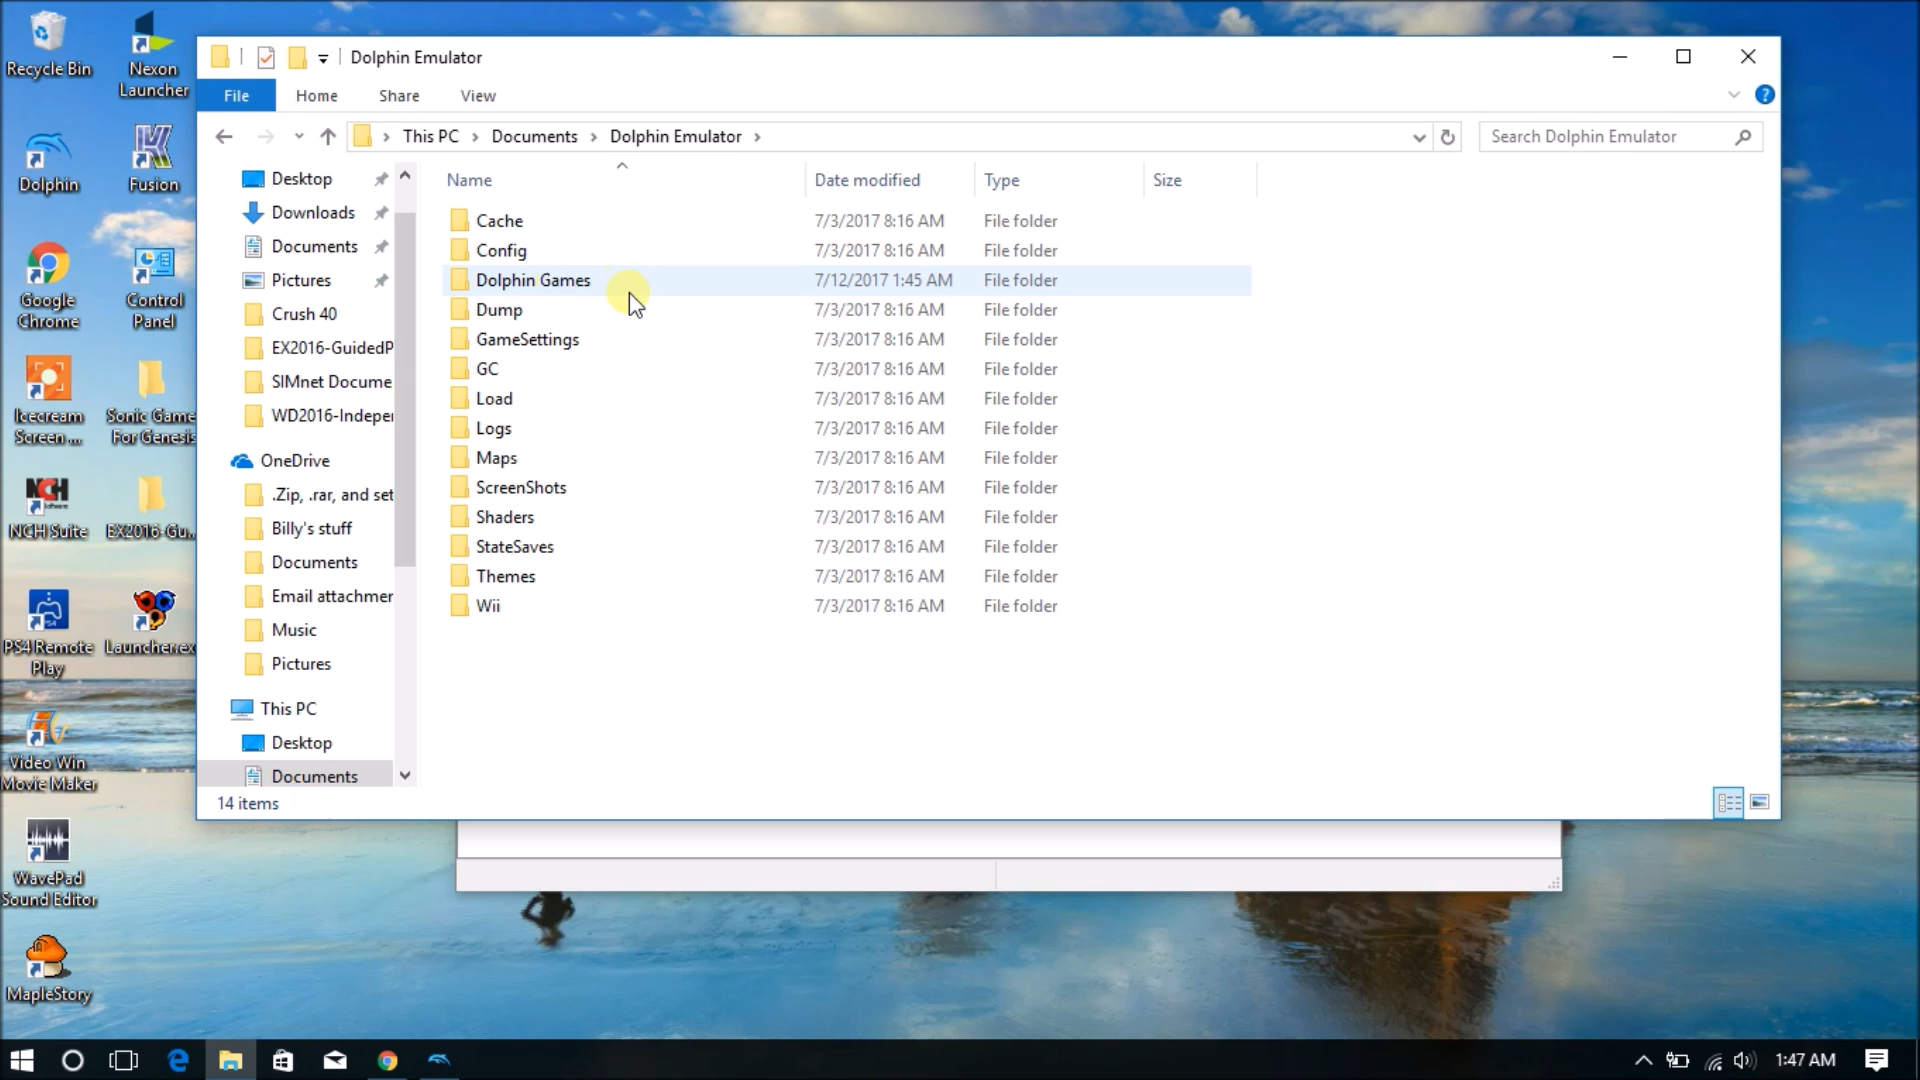 Recycle Bin
Nexon
Launcher
Dolphin
Fusion
Google
Chrome
Control
Panel
Icecream
Screen ...
Sonic Game
For Genesis
NCH Suite
EX2016-Gu...
PS4 Remote
Play
Launcher.ex
Video Win
Movie Maker
WavePad
Sound Editor
MapleStory
Dolphin Emulator
File Home Share View
This PC > Documents > Dolphin Emulator >
Search Dolphin Emulator
Desktop
Downloads
Documents
Pictures
Crush 40
EX2016-GuidedP
SIMnet Docume
WD2016-Indeper
OneDrive
.Zip, .rar, and set
Billy's stuff
Documents
Email attachmer
Music
Pictures
This PC
Desktop
Documents
Name Date modified Type Size
Cache 7/3/2017 8:16 AM File folder
Config 7/3/2017 8:16 AM File folder
Dolphin Games 7/12/2017 1:45 AM File folder
Dump 7/3/2017 8:16 AM File folder
GameSettings 7/3/2017 8:16 AM File folder
GC 7/3/2017 8:16 AM File folder
Load 7/3/2017 8:16 AM File folder
Logs 7/3/2017 8:16 AM File folder
Maps 7/3/2017 8:16 AM File folder
ScreenShots 7/3/2017 8:16 AM File folder
Shaders 7/3/2017 8:16 AM File folder
StateSaves 7/3/2017 8:16 AM File folder
Themes 7/3/2017 8:16 AM File folder
Wii 7/3/2017 8:16 AM File folder
14 items
1:47 AM